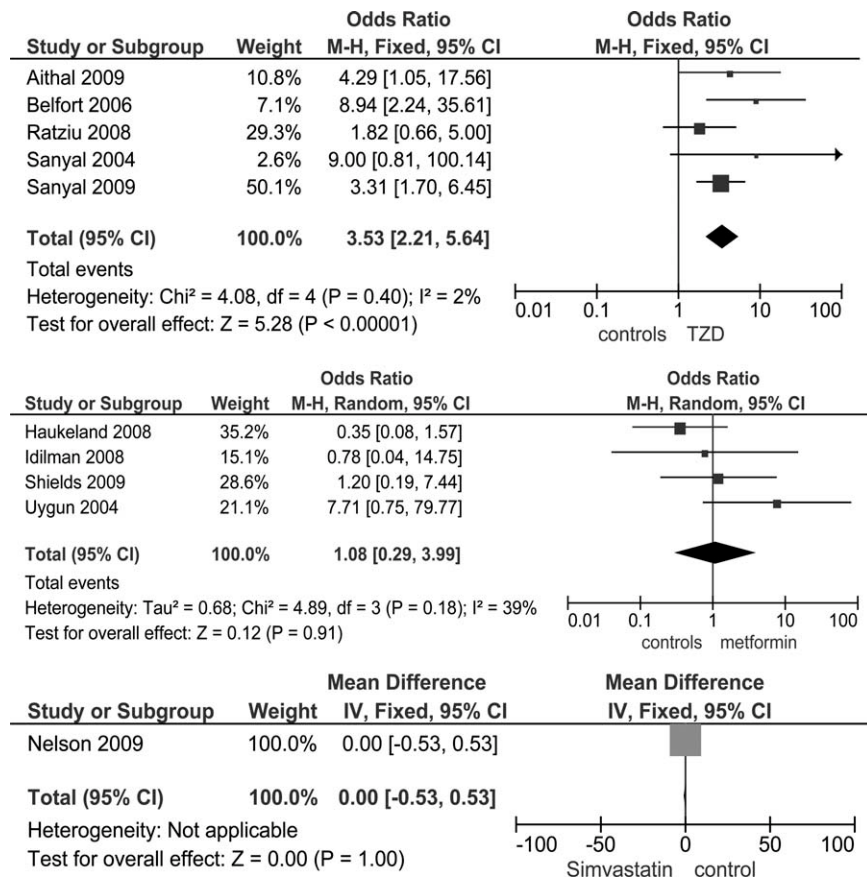 Odds Ratio Odds Ratio
Study or Subgroup Weight M-H, Fixed, 95% CI M-H, Fixed, 95% CI
Aithal 2009 10.8% 4.29 [1.05, 17.56]
Belfort 2006 7.1% 8.94 [2.24, 35.61]
Ratziu 2008 29.3% 1.82 [0.66, 5.00]
Sanyal 2004 2.6% 9.00 [0.81, 100.14]
Sanyal 2009 50.1% 3.31 [1.70, 6.45]
Total (95% CI) 100.0% 3.53 [2.21, 5.64]
Total events
Heterogeneity: Chi² = 4.08, df = 4 (P = 0.40); I² = 2%
Test for overall effect: Z = 5.28 (P < 0.00001)
0.01 0.1 1 10 100
controls TZD
Odds Ratio Odds Ratio
Study or Subgroup Weight M-H, Random, 95% CI M-H, Random, 95% CI
Haukeland 2008 35.2% 0.35 [0.08, 1.57]
Idilman 2008 15.1% 0.78 [0.04, 14.75]
Shields 2009 28.6% 1.20 [0.19, 7.44]
Uygun 2004 21.1% 7.71 [0.75, 79.77]
Total (95% CI) 100.0% 1.08 [0.29, 3.99]
Total events
Heterogeneity: Tau² = 0.68; Chi² = 4.89, df = 3 (P = 0.18); I² = 39%
Test for overall effect: Z = 0.12 (P = 0.91)
0.01 0.1 1 10 100
controls metformin
Mean Difference Mean Difference
Study or Subgroup Weight IV, Fixed, 95% CI IV, Fixed, 95% CI
Nelson 2009 100.0% 0.00 [-0.53, 0.53]
Total (95% CI) 100.0% 0.00 [-0.53, 0.53]
Heterogeneity: Not applicable
Test for overall effect: Z = 0.00 (P = 1.00)
-100 -50 0 50 100
Simvastatin control